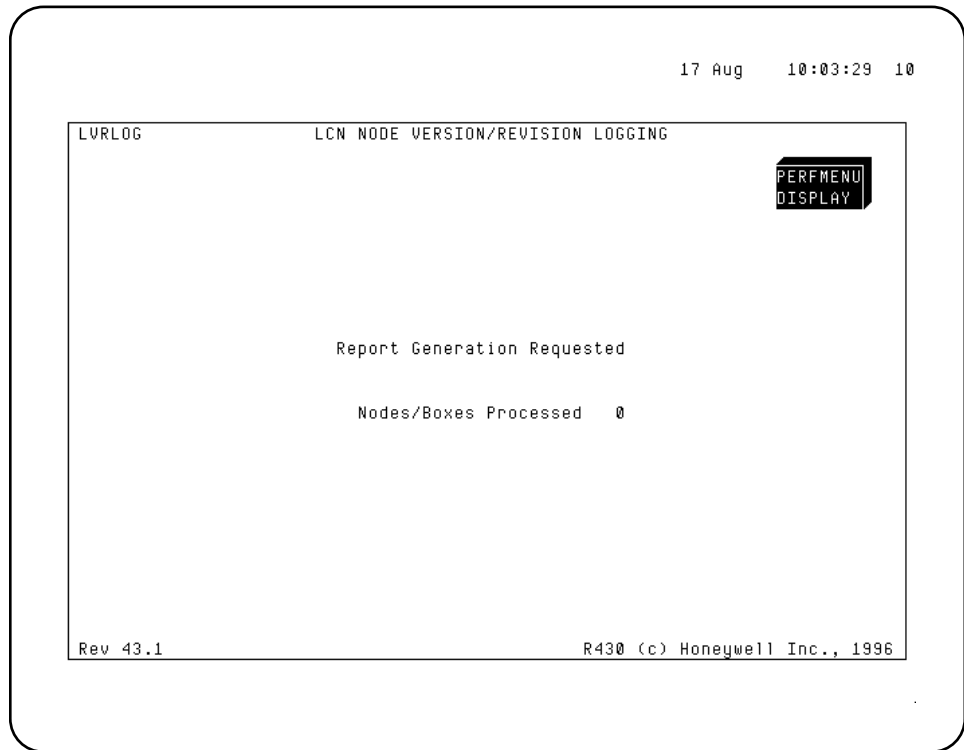 17 Aug 10:03:29 10
LVRLOG LCN NODE VERSION/REVISION LOGGING
PERFMENU
DISPLAY
Report Generation Requested
Nodes/Boxes Processed 0
Rev 43.1 R430 (c) Honeywell Inc., 1996